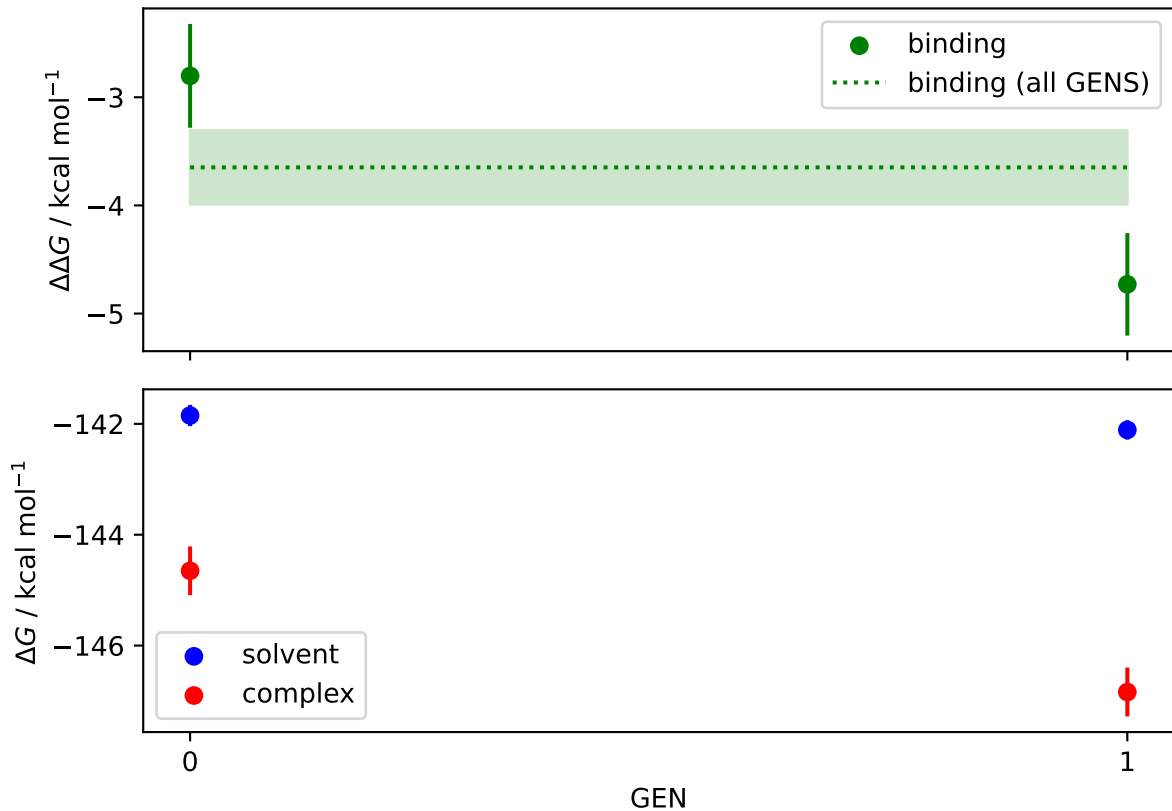 binding
binding (all GENS)
ΔΔG / kcal mol⁻¹
−3
−4
−5
ΔG / kcal mol⁻¹
−142
−144
−146
solvent
complex
0
1
GEN